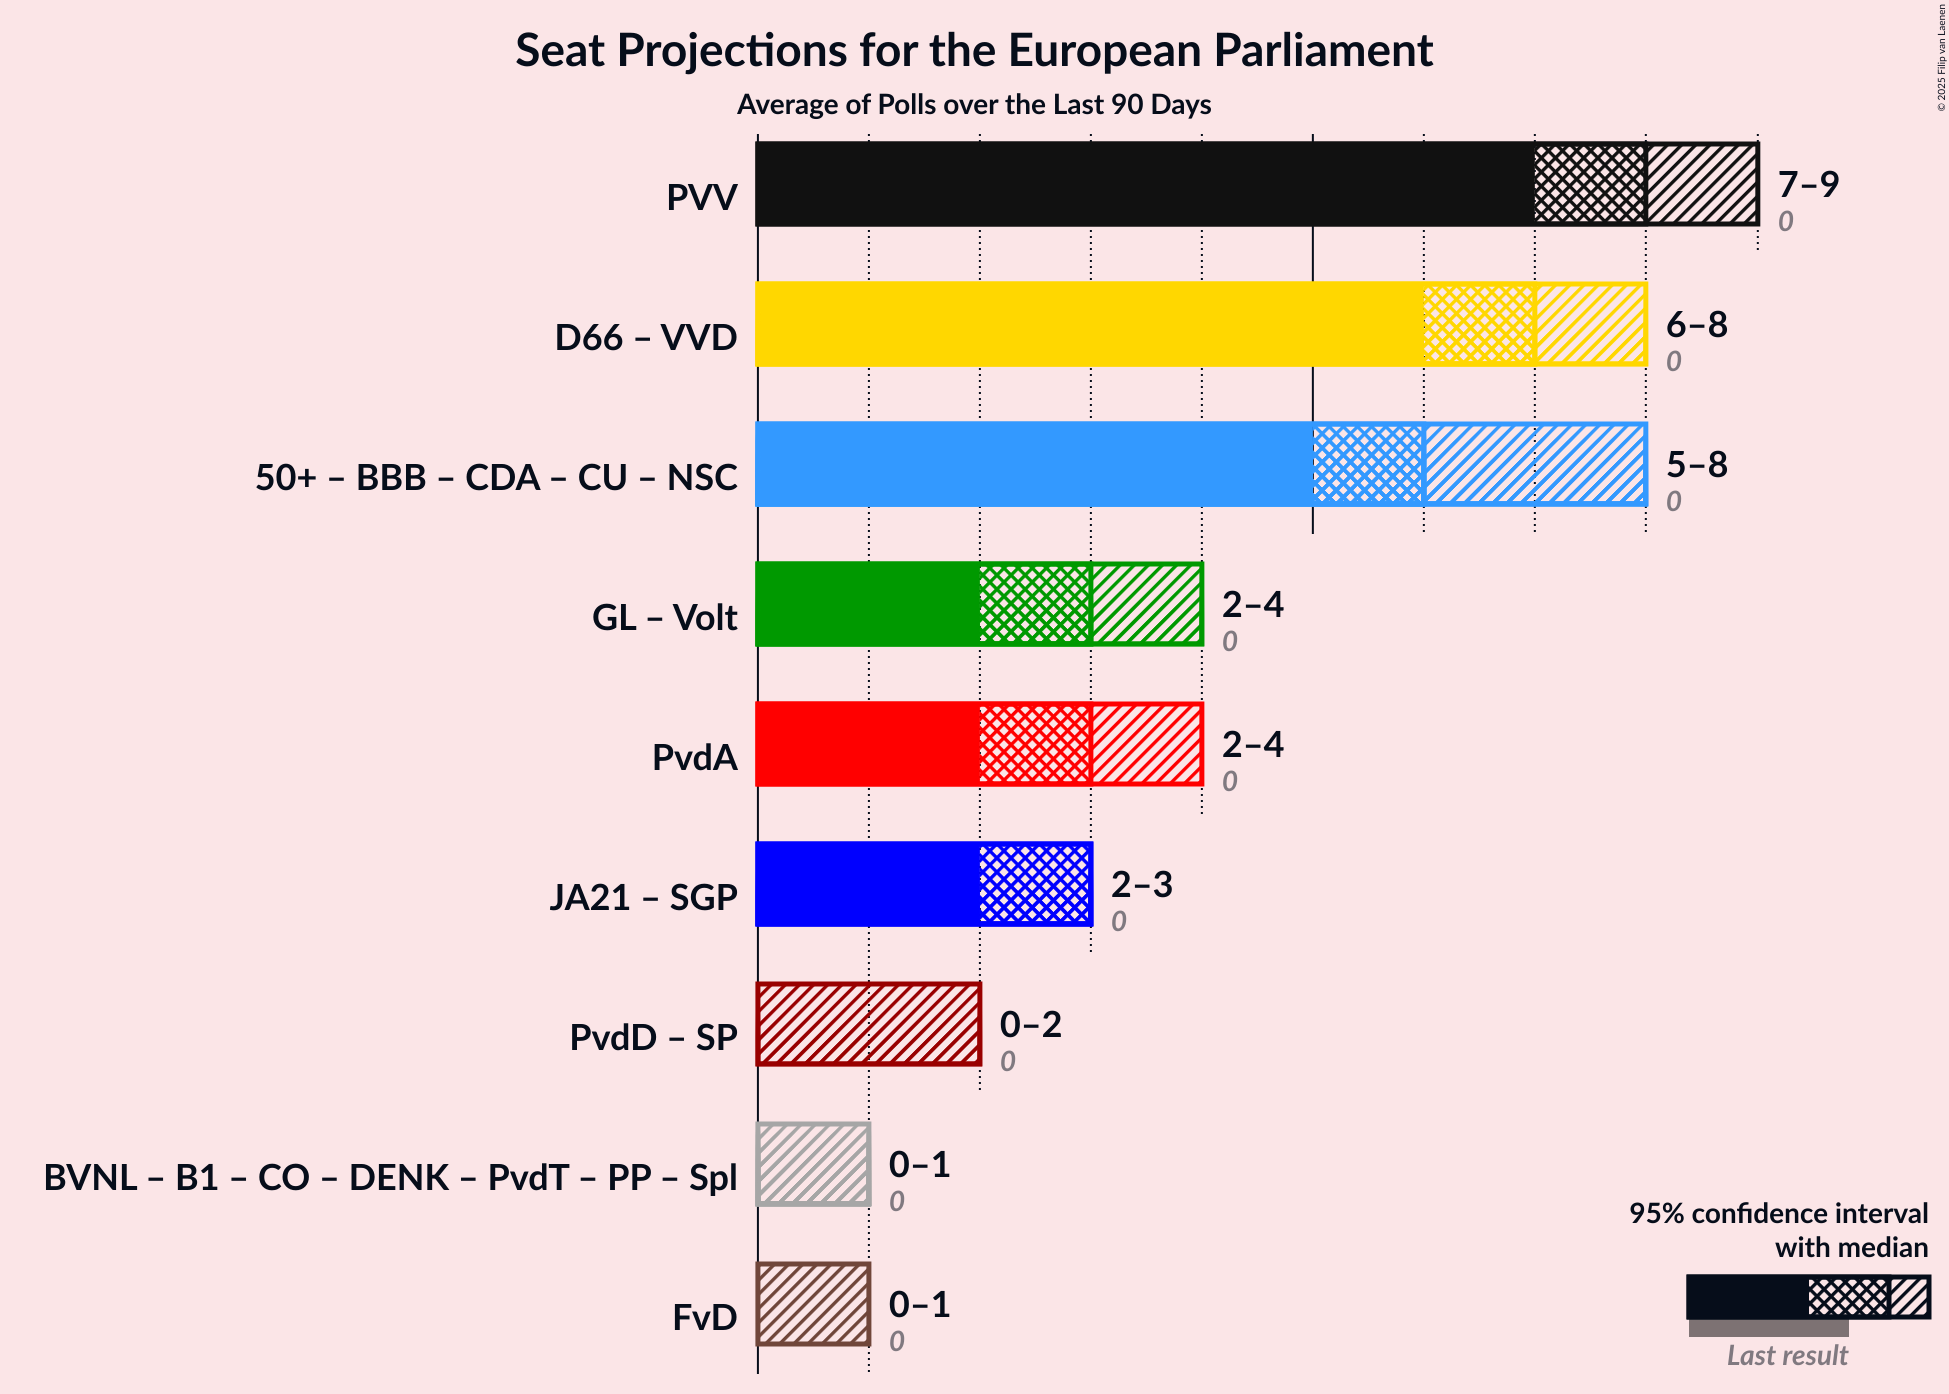 Seat Projections for the European Parliament
Average of Polls over the Last 90 Days
© 2025 Filip van Laenen
PVV
7–9
0
D66 – VVD
6–8
0
50+ – BBB – CDA – CU – NSC
5–8
0
GL – Volt
2–4
0
PvdA
2–4
0
JA21 – SGP
2–3
0
PvdD – SP
0–2
0
BVNL – B1 – CO – DENK – PvdT – PP – Spl
0–1
0
FvD
0–1
0
95% confidence interval
with median
Last result